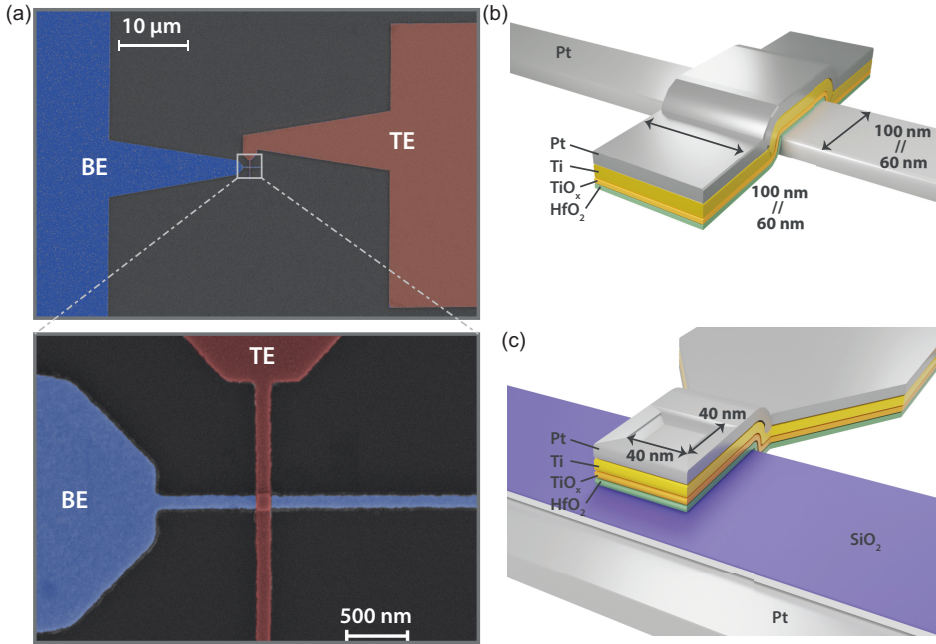 (a)
10 µm
BE
TE
TE
BE
500 nm
(b)
Pt
Pt
Ti
TiOₓ
HfO₂
100 nm
//
60 nm
100 nm
//
60 nm
(c)
Pt
Ti
TiOₓ
HfO₂
40 nm
40 nm
SiO₂
Pt